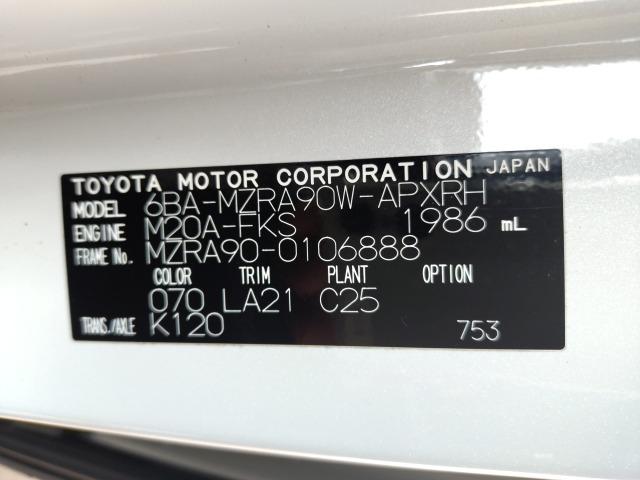 TOYOTA MOTOR CORPORATION JAPAN
MODEL 6BA-MZRA90W-APXRH
ENGINE M20A-FKS 1986 mL
FRAME No. MZRA90-0106888
COLOR TRIM PLANT OPTION
070 LA21 C25
TRANS./AXLE K120 753